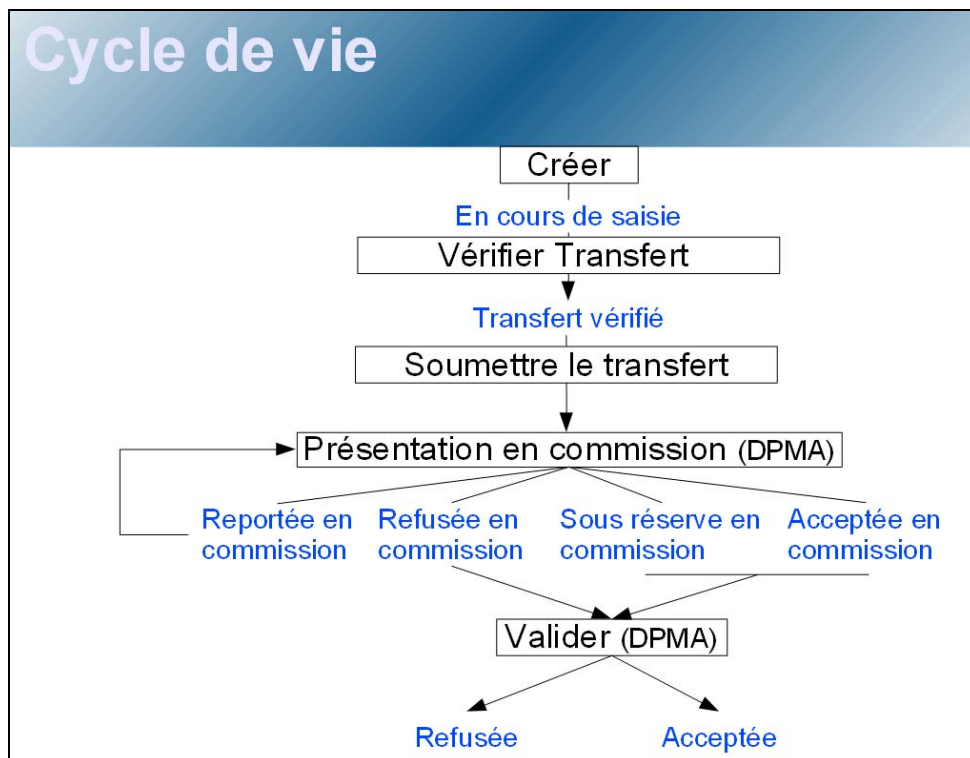 Cycle de vie
Créer
En cours de saisie
Vérifier Transfert
Transfert vérifié
Soumettre le transfert
Présentation en commission (DPMA)
Reportée en
commission
Refusée en
commission
Sous réserve en
commission
Acceptée en
commission
Valider (DPMA)
Refusée
Acceptée